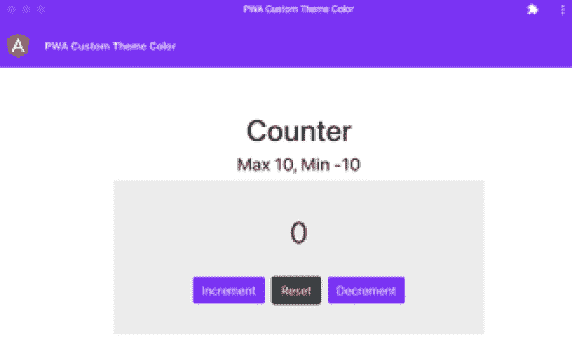 PWA Custom Theme Color
A PWA Custom Theme Color
Counter
Max 10, Min -10
0
Increment Reset Decrement